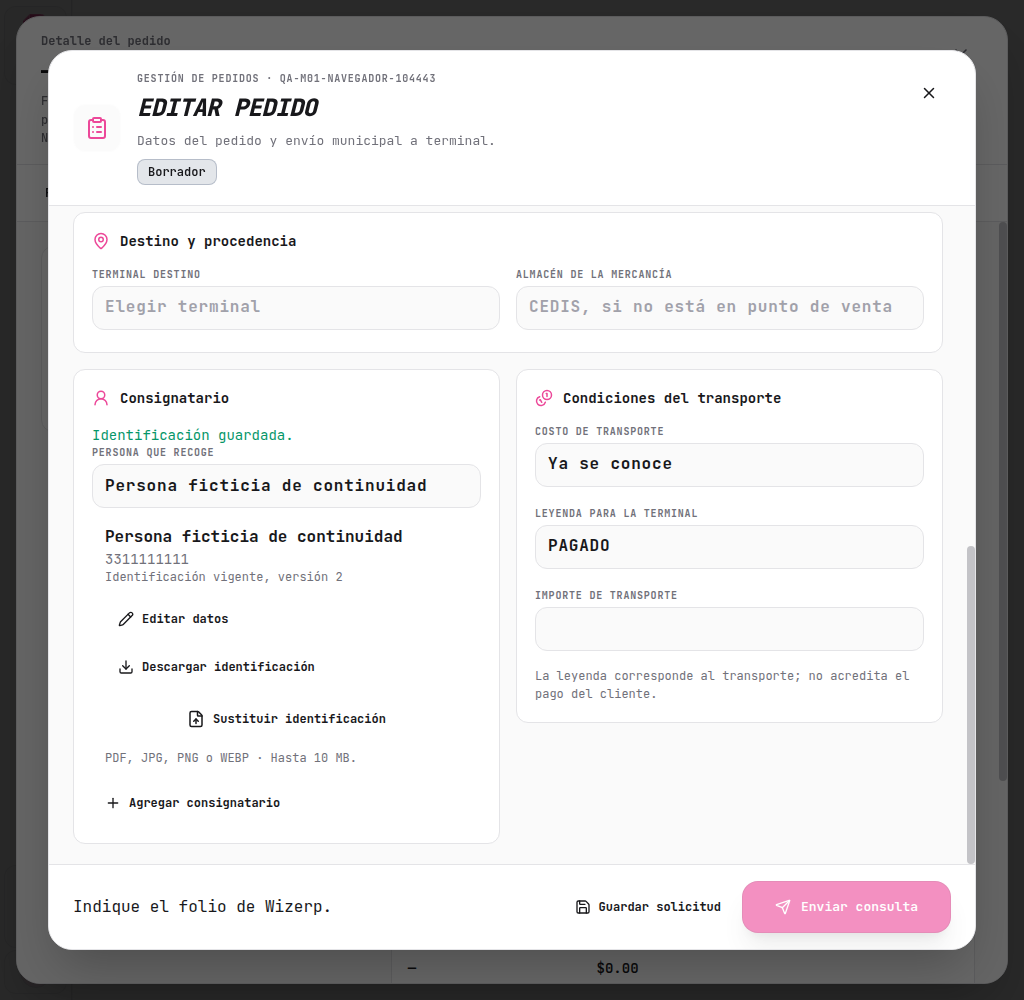 Detalle del pedido
GESTIÓN DE PEDIDOS · QA-M01-NAVEGADOR-104443
EDITAR PEDIDO
Datos del pedido y envío municipal a terminal.
Borrador
Destino y procedencia
TERMINAL DESTINO
Elegir terminal
ALMACÉN DE LA MERCANCÍA
CEDIS, si no está en punto de venta
Consignatario
Identificación guardada.
PERSONA QUE RECOGE
Persona ficticia de continuidad
Persona ficticia de continuidad
3311111111
Identificación vigente, versión 2
Editar datos
Descargar identificación
Sustituir identificación
PDF, JPG, PNG o WEBP · Hasta 10 MB.
Agregar consignatario
Condiciones del transporte
COSTO DE TRANSPORTE
Ya se conoce
LEYENDA PARA LA TERMINAL
PAGADO
IMPORTE DE TRANSPORTE
La leyenda corresponde al transporte; no acredita el
pago del cliente.
Indique el folio de Wizerp.
Guardar solicitud
Enviar consulta
— $0.00